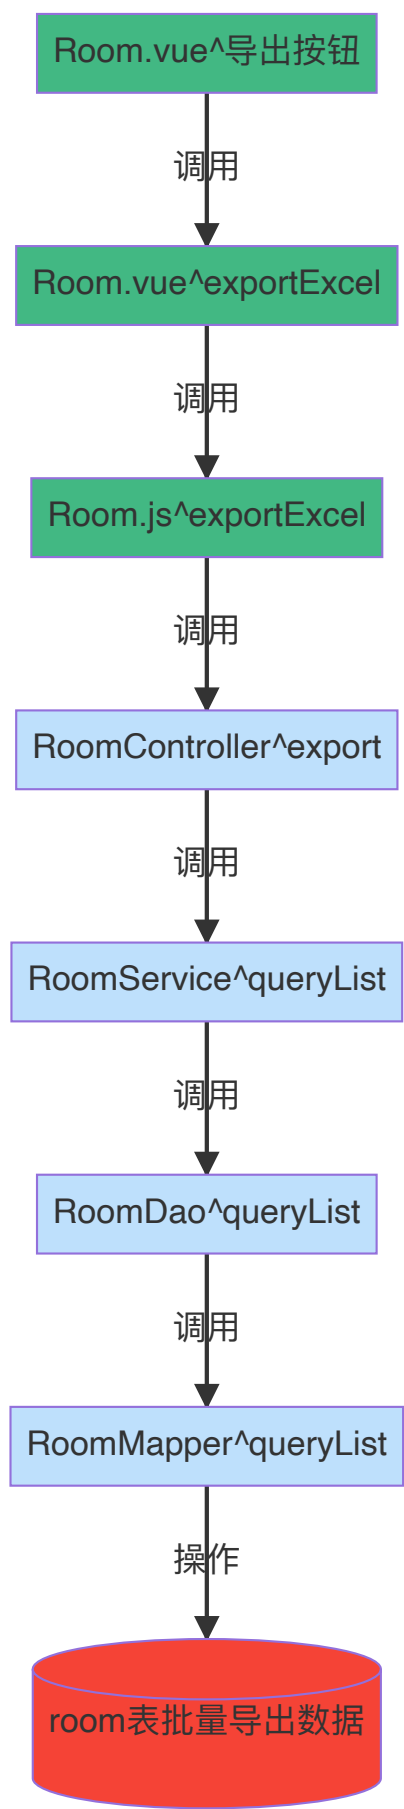 Room.vue^导出按钮
调用
Room.vue^exportExcel
调用
Room.js^exportExcel
调用
RoomController^export
调用
RoomService^queryList
调用
RoomDao^queryList
调用
RoomMapper^queryList
操作
room表批量导出数据